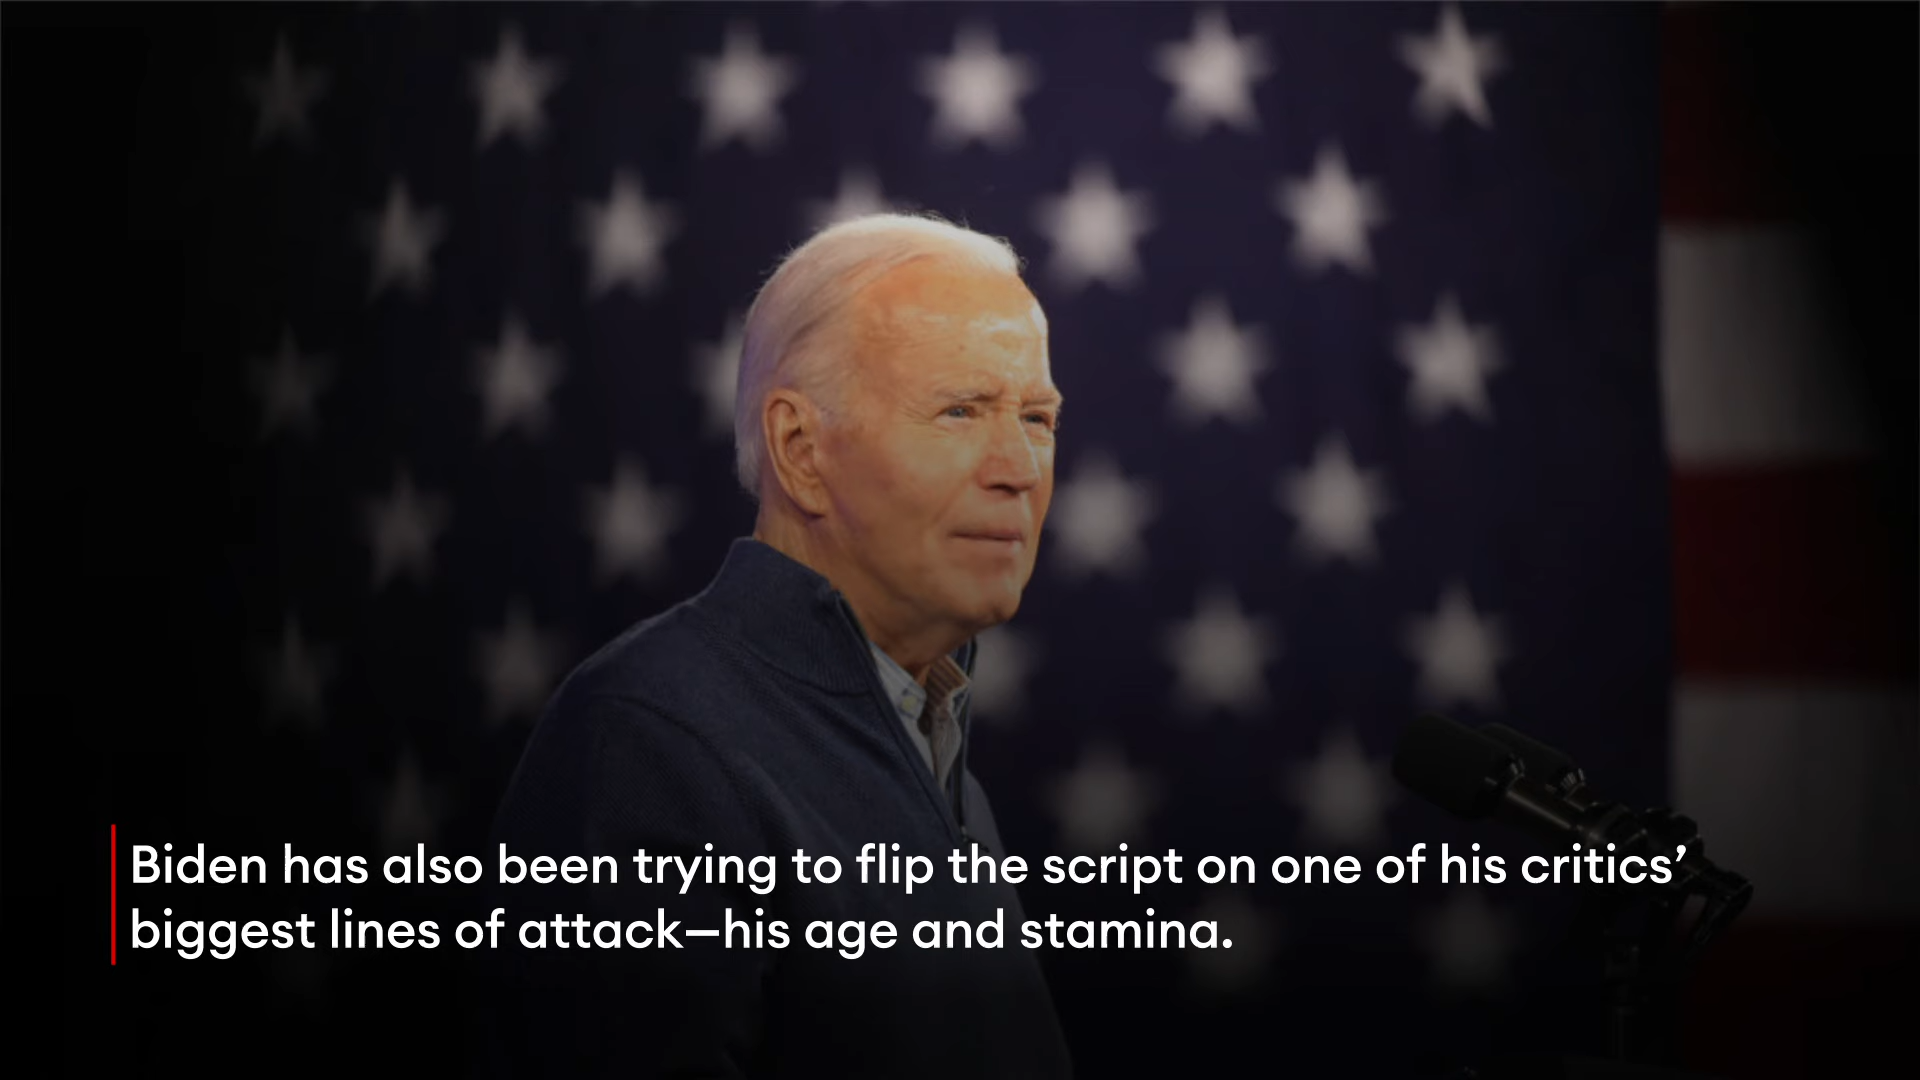 Biden has also been trying to flip the script on one of his critics’
biggest lines of attack—his age and stamina.